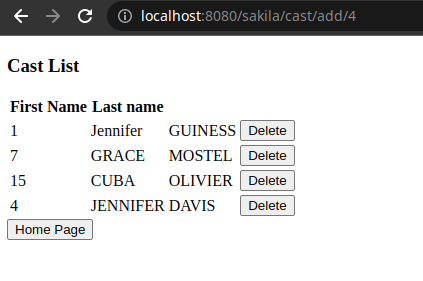 localhost:8080/sakila/cast/add/4
Cast List
First Name Last name
1 Jennifer GUINESS Delete
7 GRACE MOSTEL Delete
15 CUBA OLIVIER Delete
4 JENNIFER DAVIS Delete
Home Page